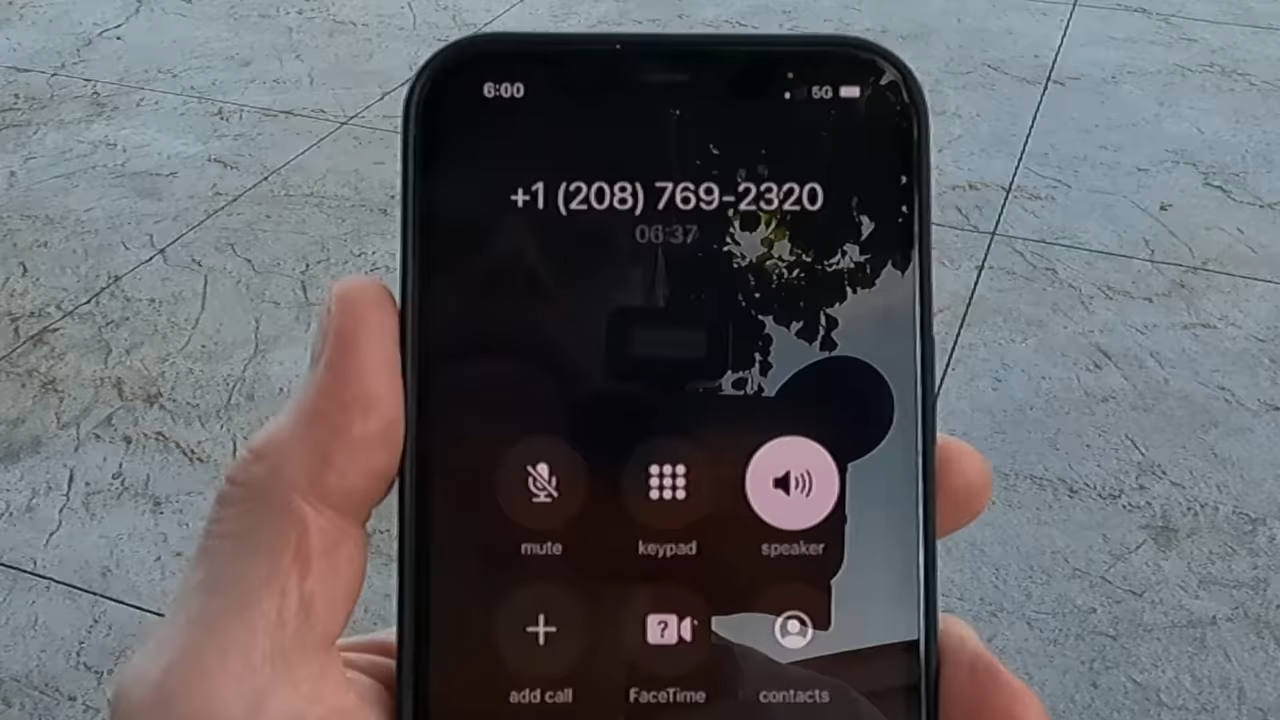 6:00 5G
+1 (208) 769-2320
06:37
mute keypad speaker
?
add call FaceTime contacts